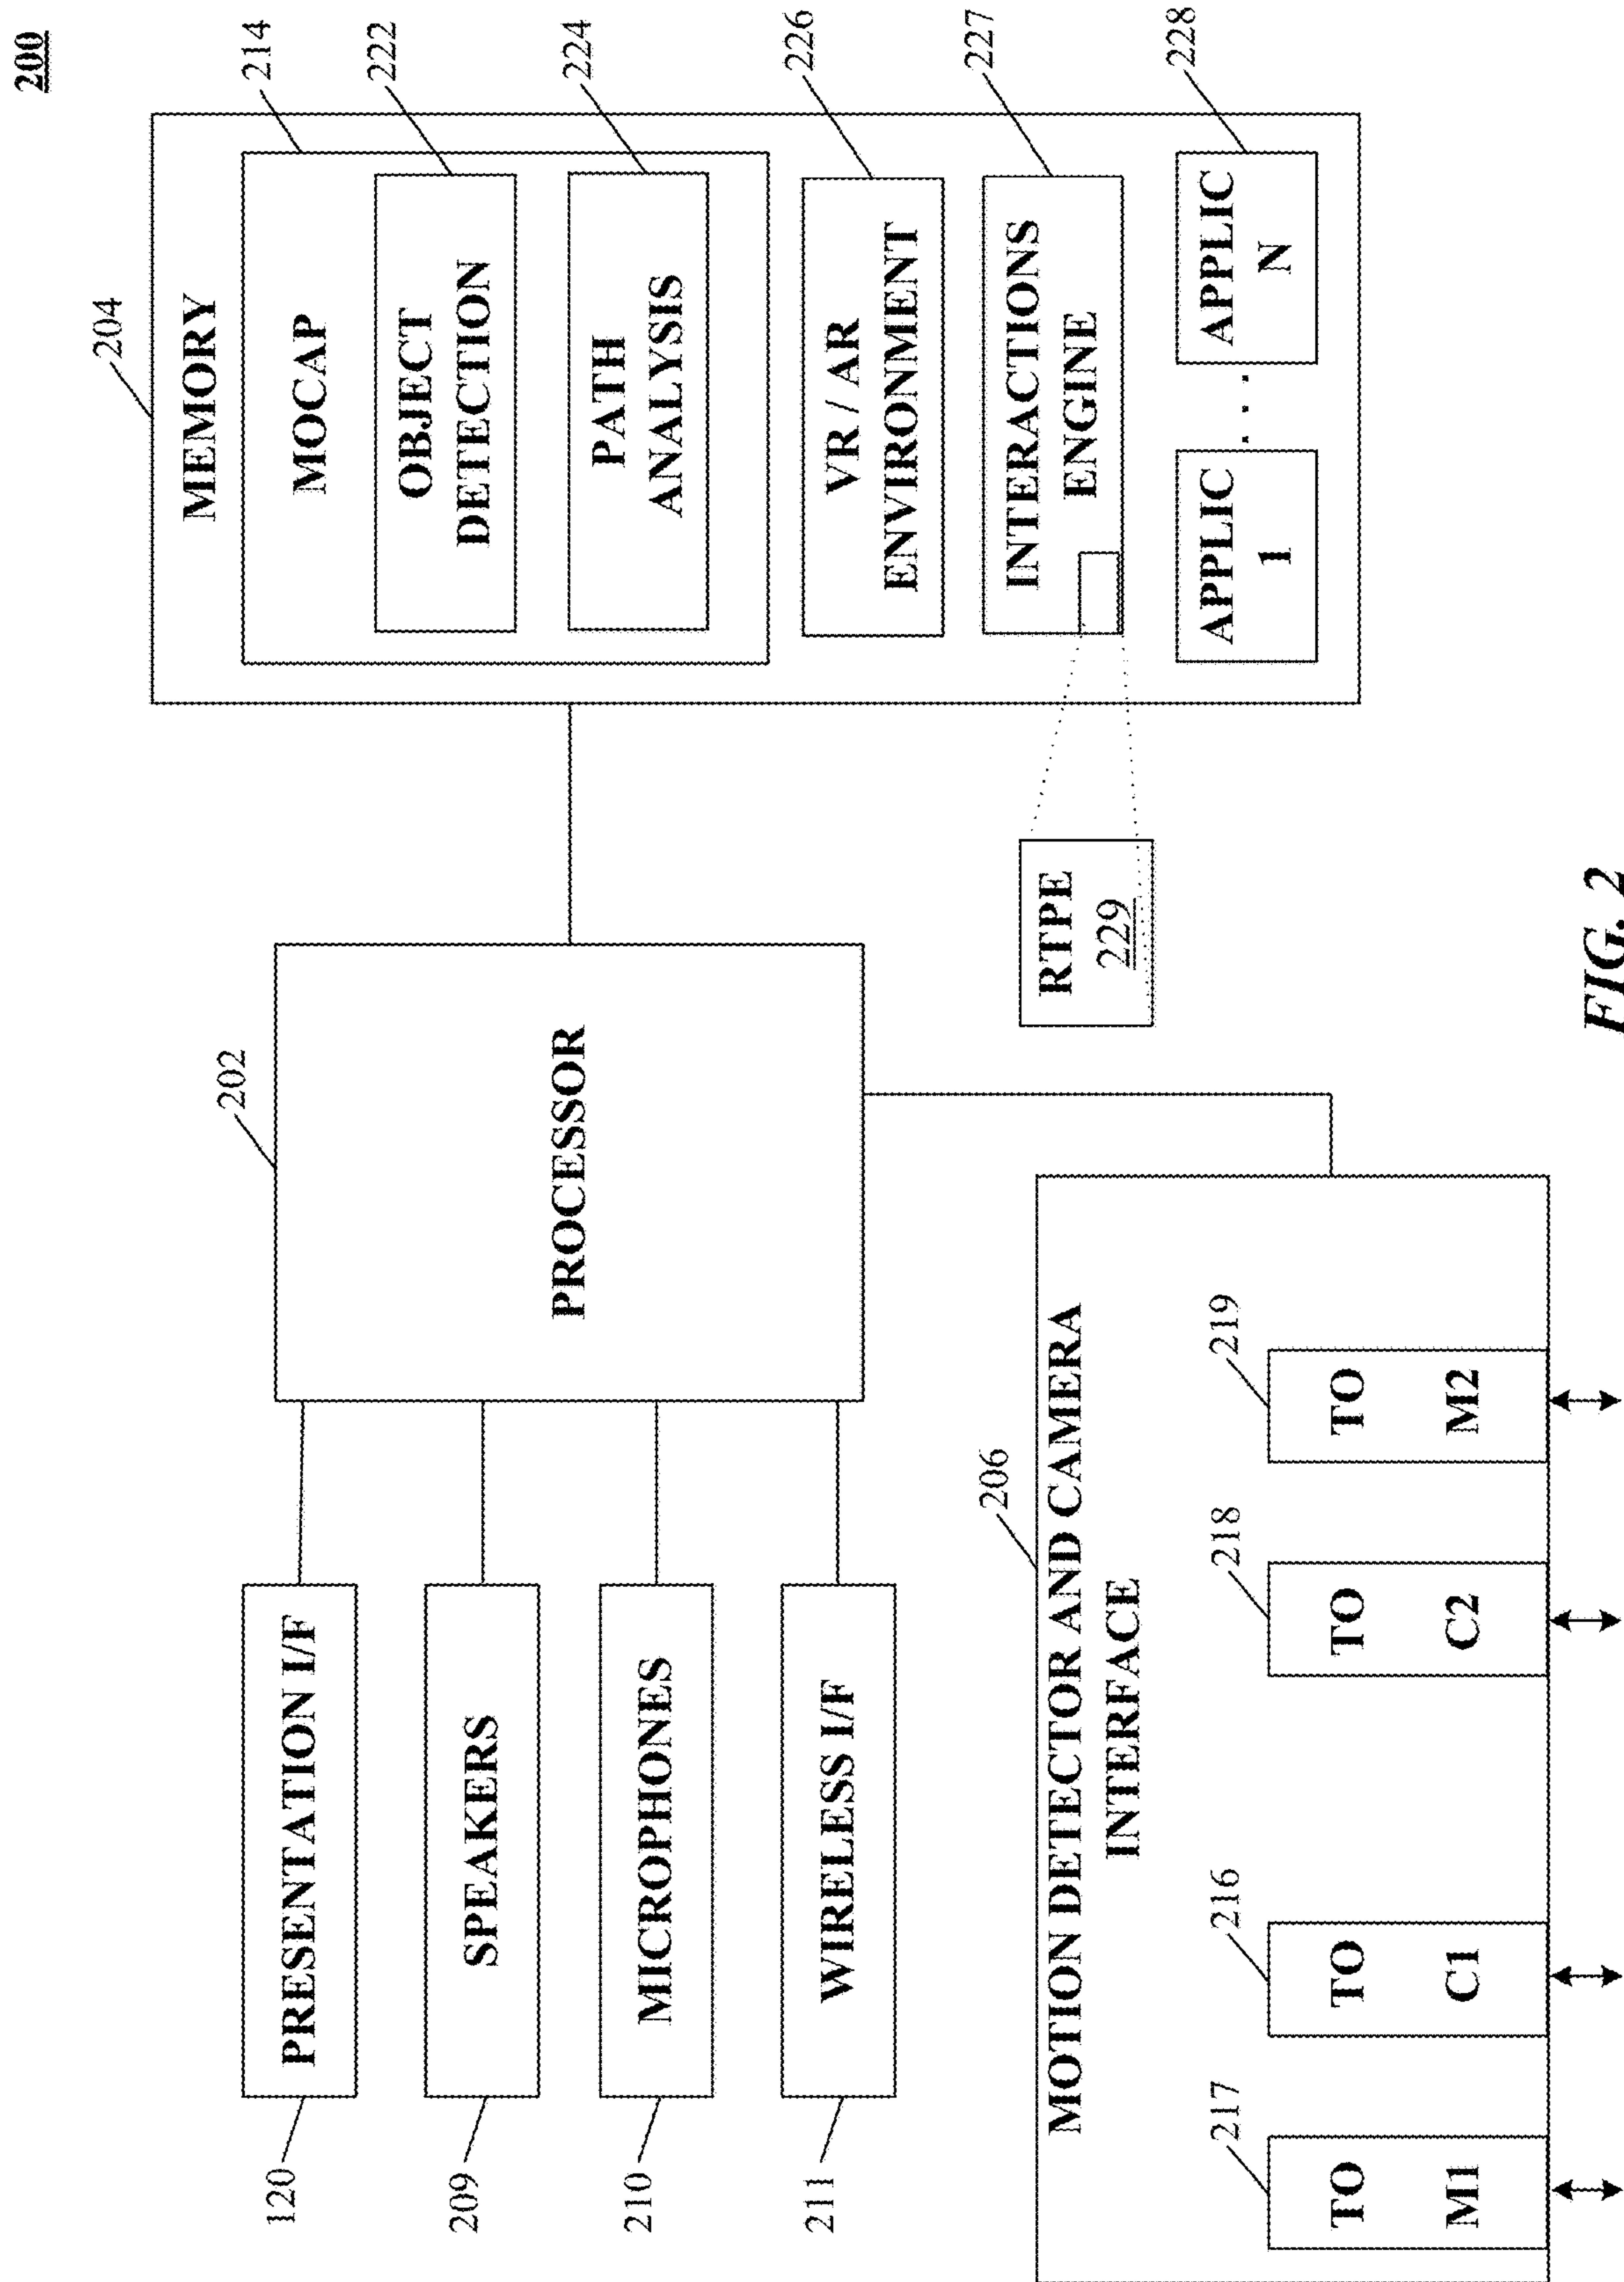 200
204
MEMORY
214
MOCAP
222
OBJECT
DETECTION
224
PATH
ANALYSIS
226
VR / AR
ENVIRONMENT
227
INTERACTIONS
ENGINE
228
APPLIC
1
. . .
APPLIC
N
202
PROCESSOR
RTPE
229
120
PRESENTATION I/F
209
SPEAKERS
210
MICROPHONES
211
WIRELESS I/F
206
MOTION DETECTOR AND CAMERA
INTERFACE
217
TO
M1
216
TO
C1
218
TO
C2
219
TO
M2
FIG. 2